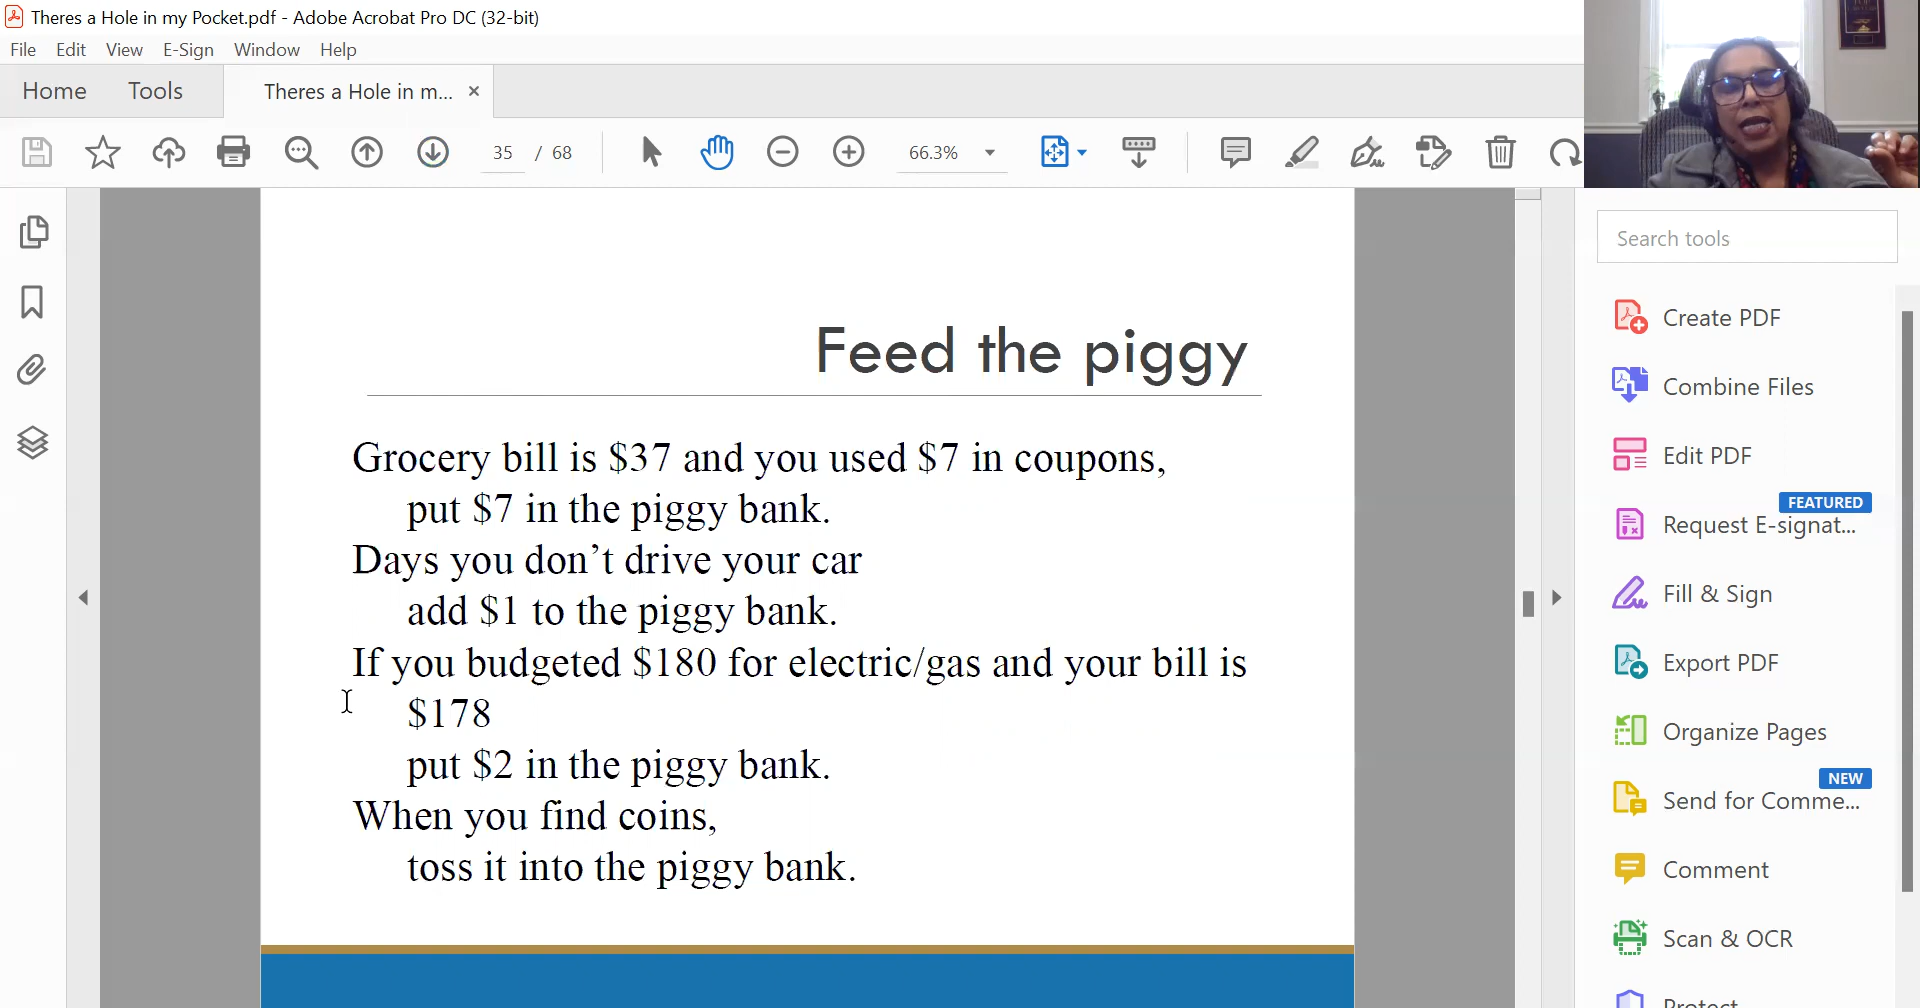 Theres a Hole in my Pocket.pdf - Adobe Acrobat Pro DC (32-bit)
File Edit View E-Sign Window Help
Home Tools Theres a Hole in m... ×
35 / 68 66.3%
Search tools
Feed the piggy
Grocery bill is $37 and you used $7 in coupons,
put $7 in the piggy bank.
Days you don’t drive your car
add $1 to the piggy bank.
If you budgeted $180 for electric/gas and your bill is
$178
put $2 in the piggy bank.
When you find coins,
toss it into the piggy bank.
Create PDF
Combine Files
Edit PDF
FEATURED
Request E-signat...
Fill & Sign
Export PDF
Organize Pages
NEW
Send for Comme...
Comment
Scan & OCR
Protect